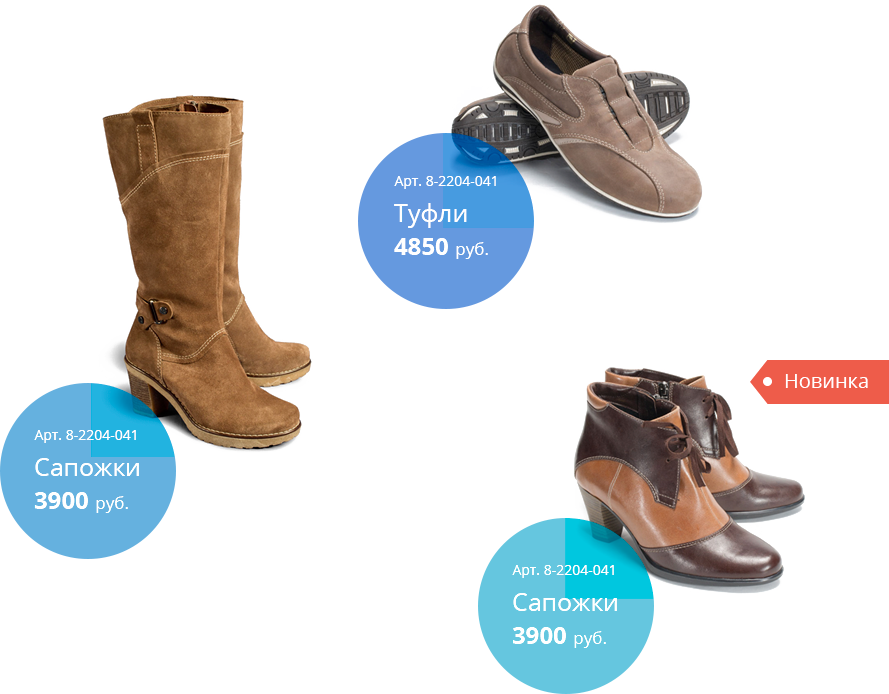 Арт. 8-2204-041
Туфли
4850 руб.
Новинка
Арт. 8-2204-041
Сапожки
3900 руб.
Арт. 8-2204-041
Сапожки
3900 руб.